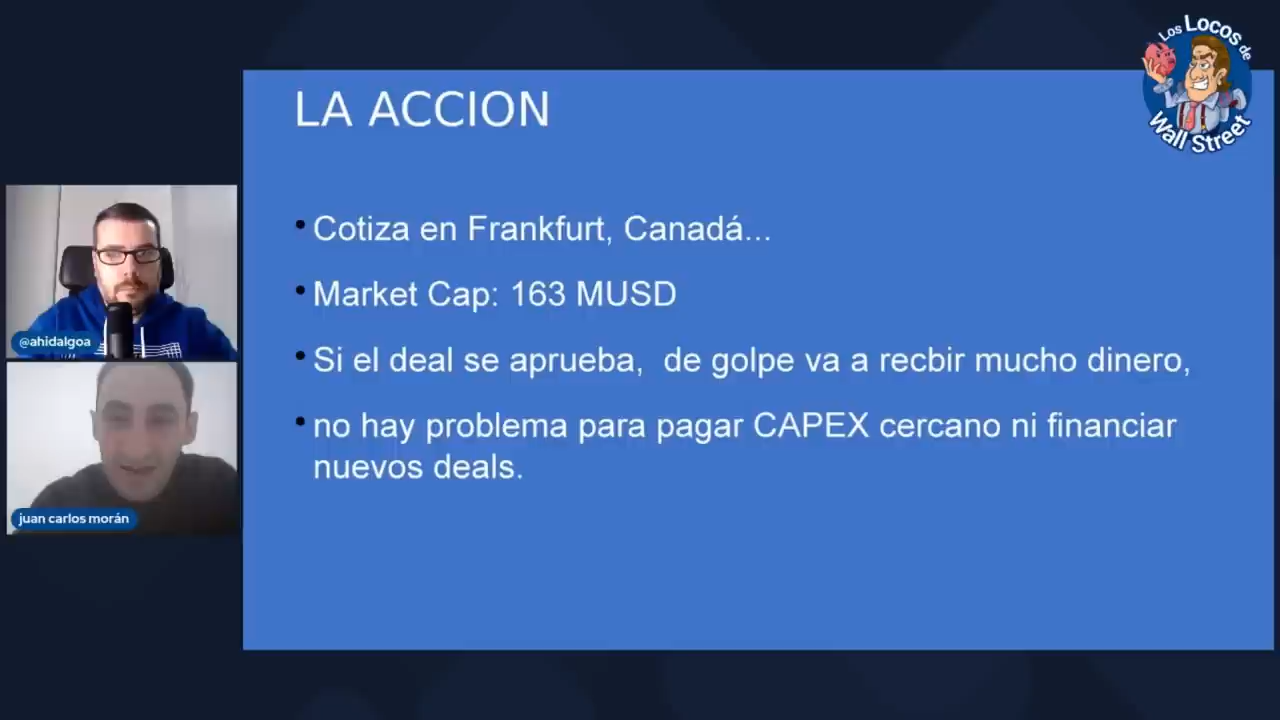 Los Locos de
Wall Street
LA ACCION
• Cotiza en Frankfurt, Canadá...
• Market Cap: 163 MUSD
• Si el deal se aprueba,  de golpe va a recbir mucho dinero,
• no hay problema para pagar CAPEX cercano ni financiar
nuevos deals.
@ahidalgoa
juan carlos morán